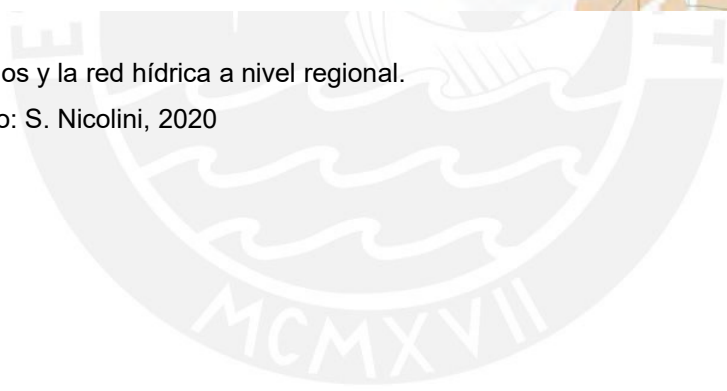 os y la red hídrica a nivel regional.
o: S. Nicolini, 2020
MCMXVII